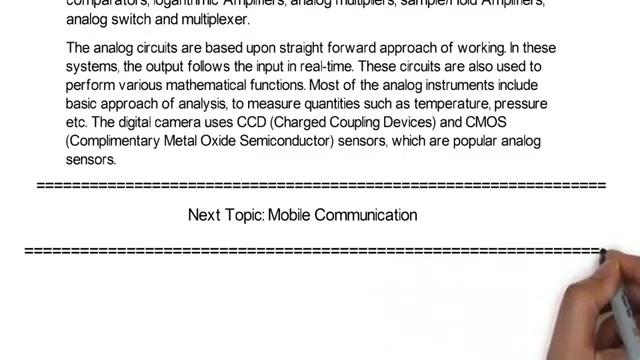 comparators, logarithmic Amplifiers, analog multipliers, sample/Hold Amplifiers,
analog switch and multiplexer.
The analog circuits are based upon straight forward approach of working. In these
systems, the output follows the input in real-time. These circuits are also used to
perform various mathematical functions. Most of the analog instruments include
basic approach of analysis, to measure quantities such as temperature, pressure
etc. The digital camera uses CCD (Charged Coupling Devices) and CMOS
(Complimentary Metal Oxide Semiconductor) sensors, which are popular analog
sensors.
=================================================================
Next Topic: Mobile Communication
==================================================================